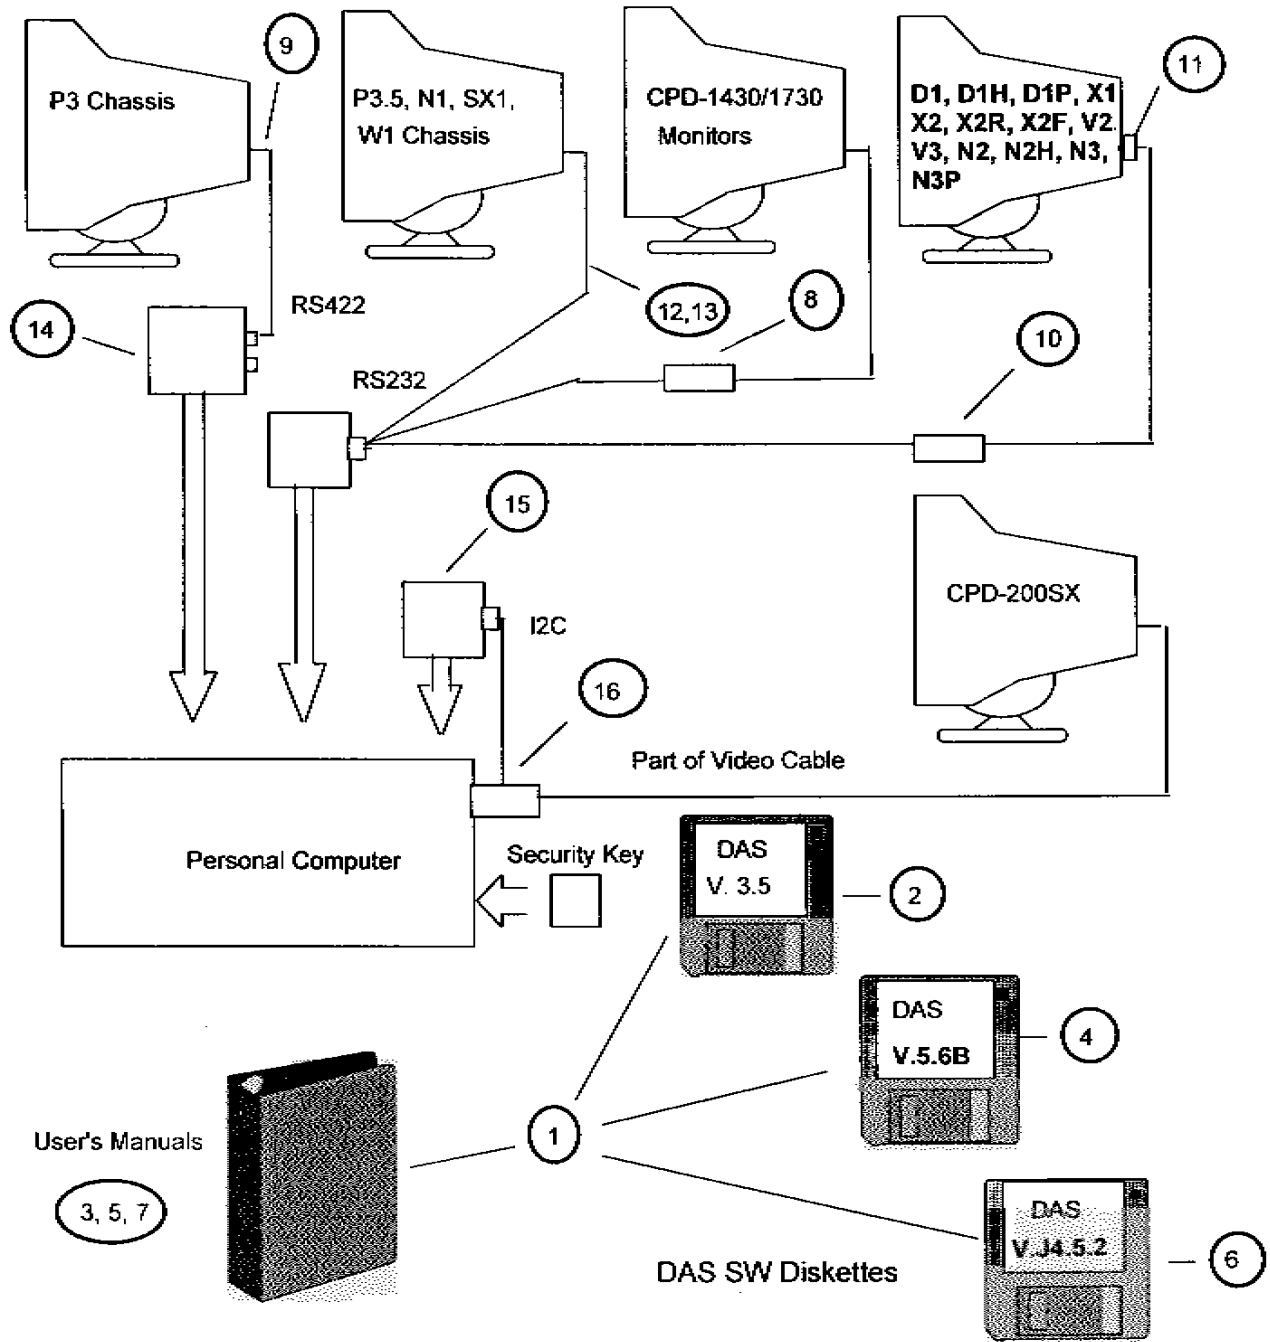 9
11
P3 Chassis
P3.5, N1, SX1,
W1 Chassis
CPD-1430/1730
Monitors
D1, D1H, D1P, X1
X2, X2R, X2F, V2
V3, N2, N2H, N3,
N3P
14
RS422
12,13
8
10
RS232
15
I2C
CPD-200SX
16
Part of Video Cable
Personal Computer
Security Key
DAS
V. 3.5
2
DAS
V.5.6B
4
User's Manuals
3, 5, 7
1
DAS
V.J4.5.2
6
DAS SW Diskettes